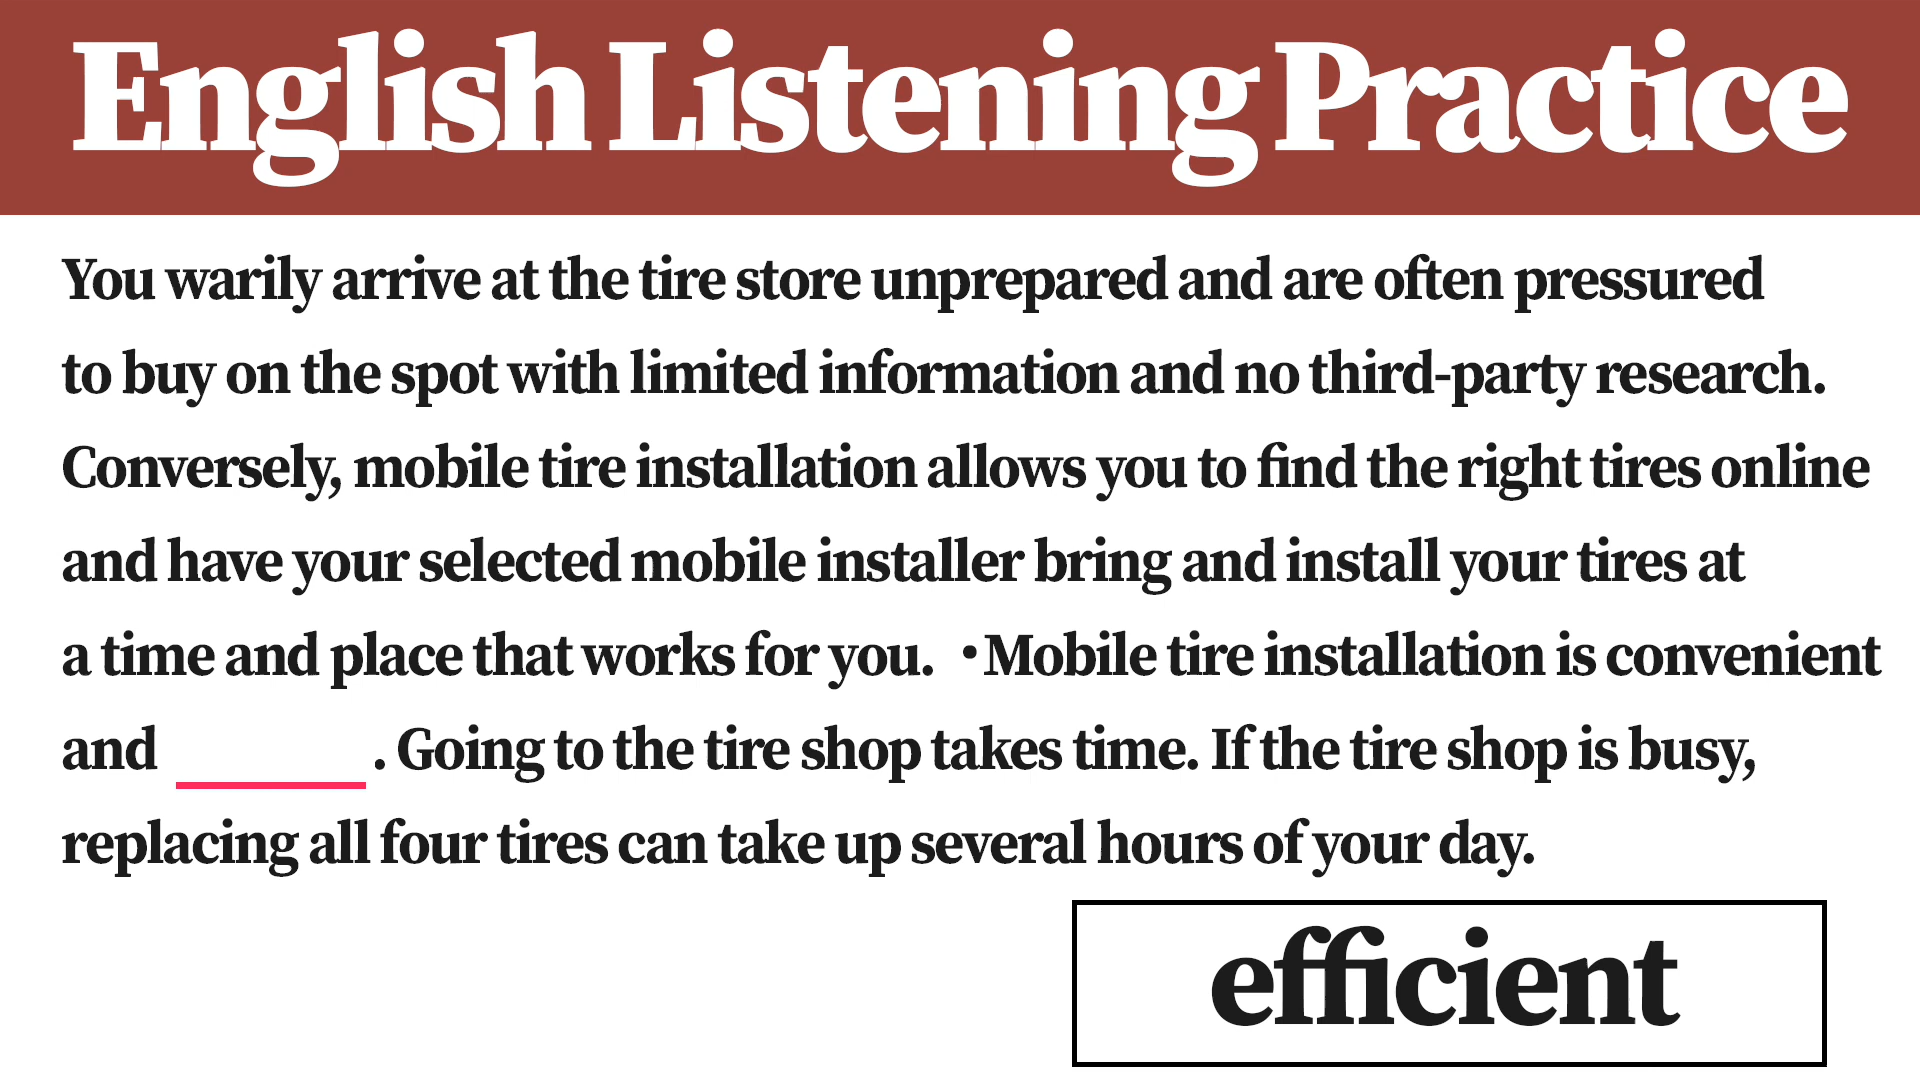 English Listening Practice
You warily arrive at the tire store unprepared and are often pressured
to buy on the spot with limited information and no third-party research.
Conversely, mobile tire installation allows you to find the right tires online
and have your selected mobile installer bring and install your tires at
a time and place that works for you. •Mobile tire installation is convenient
and ______. Going to the tire shop takes time. If the tire shop is busy,
replacing all four tires can take up several hours of your day.
efficient